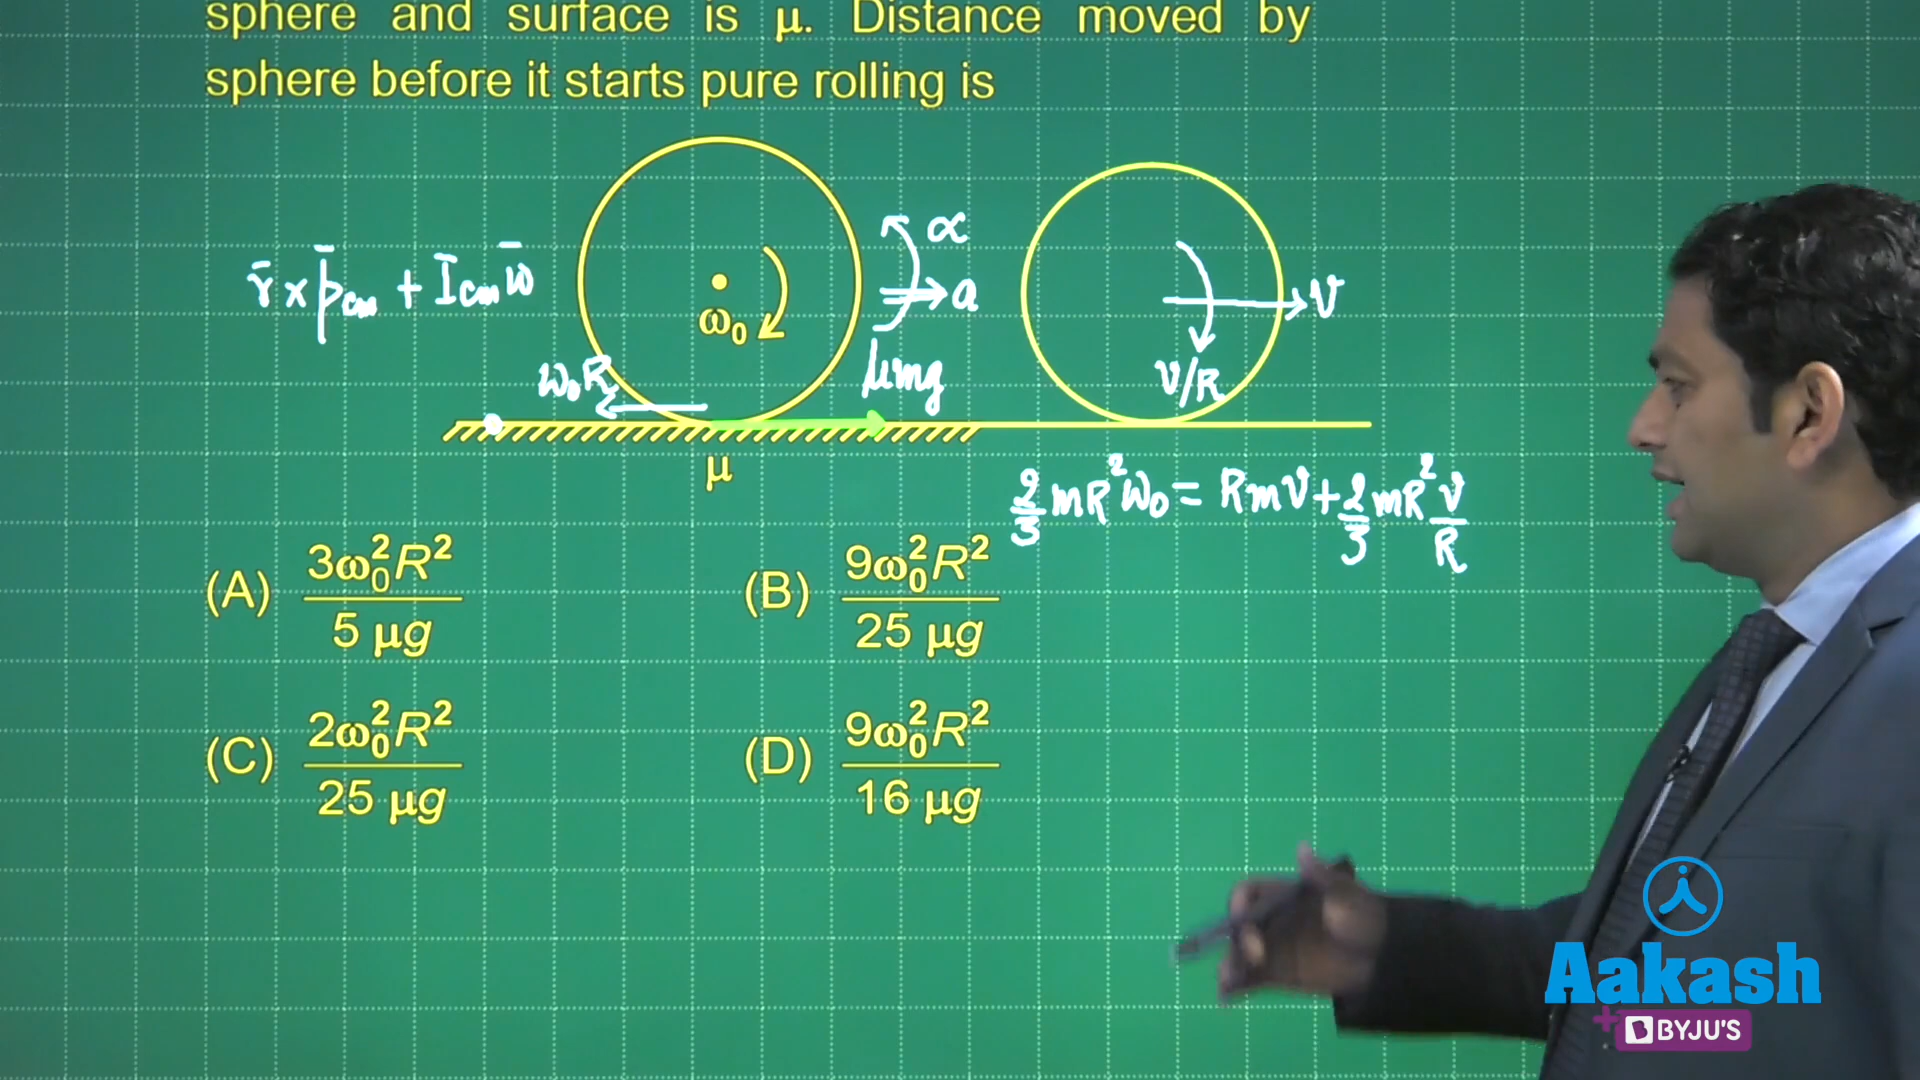 sphere and surface is μ. Distance moved by
sphere before it starts pure rolling is
r̄ × p̄cm + Icm ω̄
ω₀
ω₀R
α
a
μmg
V
V/R
μ
2/3 mR²ω₀ = RmV + 2/3 mR² V/R
(A) 3ω₀²R² / 5 μg
(B) 9ω₀²R² / 25 μg
(C) 2ω₀²R² / 25 μg
(D) 9ω₀²R² / 16 μg
Aakash
+ B BYJU'S